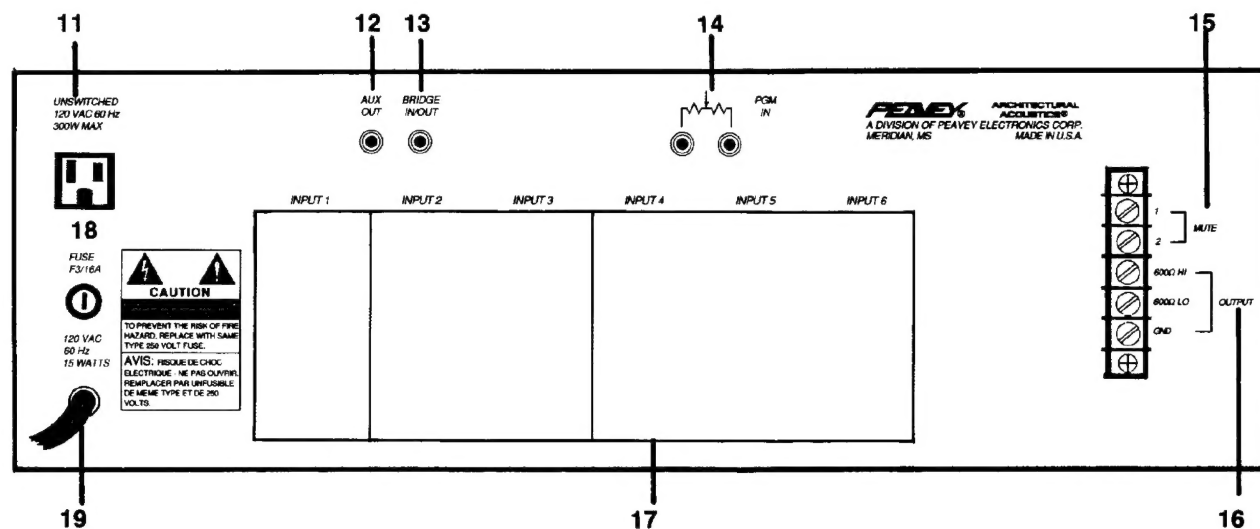 11
12
13
14
15
UNSWITCHED
120 VAC 60 Hz
300W MAX
AUX
OUT
BRIDGE
IN/OUT
PGM
IN
PEAVEY®
ARCHITECTURAL
ACOUSTICS®
A DIVISION OF PEAVEY ELECTRONICS CORP.
MERIDIAN, MS
MADE IN U.S.A.
INPUT 1
INPUT 2
INPUT 3
INPUT 4
INPUT 5
INPUT 6
1
2
MUTE
600Ω HI
600Ω LO
GND
OUTPUT
18
FUSE
F3/16A
120 VAC
60 Hz
15 WATTS
CAUTION
TO PREVENT THE RISK OF FIRE
HAZARD, REPLACE WITH SAME
TYPE 250 VOLT FUSE.
AVIS: RISQUE DE CHOC
ELECTRIQUE - NE PAS OUVRIR.
REMPLACER PAR UNFUSIBLE
DE MEME TYPE ET DE 250
VOLTS.
19
17
16